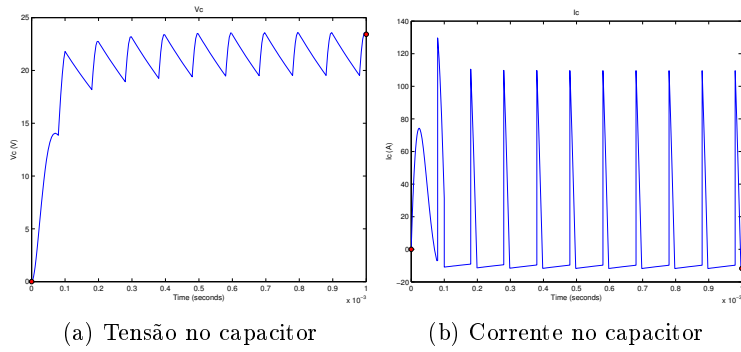 Vc
25
20
15
10
5
0
Vc (V)
0 0.1 0.2 0.3 0.4 0.5 0.6 0.7 0.8 0.9 1
Time (seconds)
x 10⁻³
(a) Tensão no capacitor
Ic
140
120
100
80
60
40
20
0
−20
Ic (A)
0 0.1 0.2 0.3 0.4 0.5 0.6 0.7 0.8 0.9
Time (seconds)
x 10⁻³
(b) Corrente no capacitor